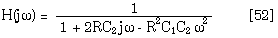 H(jω) = 1 / (1 + 2RC₂jω - R²C₁C₂ω²) [52]